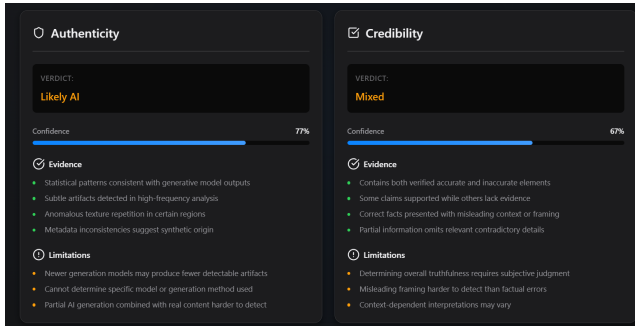 Authenticity
VERDICT:
Likely AI
Confidence 77%
Evidence
Statistical patterns consistent with generative model outputs
Subtle artifacts detected in high-frequency analysis
Anomalous texture repetition in certain regions
Metadata inconsistencies suggest synthetic origin
Limitations
Newer generation models may produce fewer detectable artifacts
Cannot determine specific model or generation method used
Partial AI generation combined with real content harder to detect
Credibility
VERDICT:
Mixed
Confidence 67%
Evidence
Contains both verified accurate and inaccurate elements
Some claims supported while others lack evidence
Correct facts presented with misleading context or framing
Partial information omits relevant contradictory details
Limitations
Determining overall truthfulness requires subjective judgment
Misleading framing harder to detect than factual errors
Context-dependent interpretations may vary